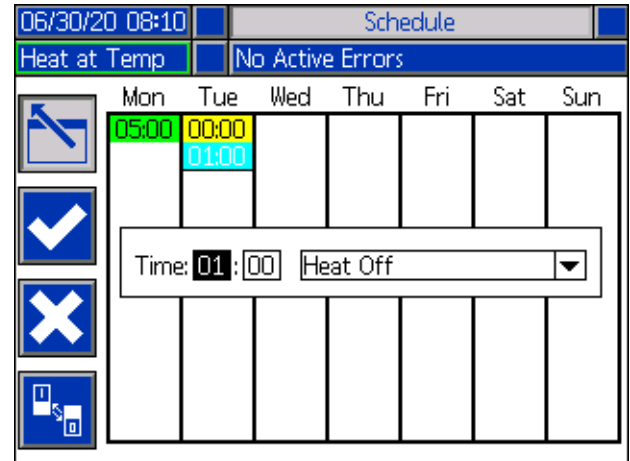 06/30/20 08:10 Schedule
Heat at Temp No Active Errors
Mon Tue Wed Thu Fri Sat Sun
05:00 00:00
01:00
Time: 01 : 00 Heat Off